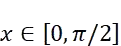 x ∈ [0, π/2]